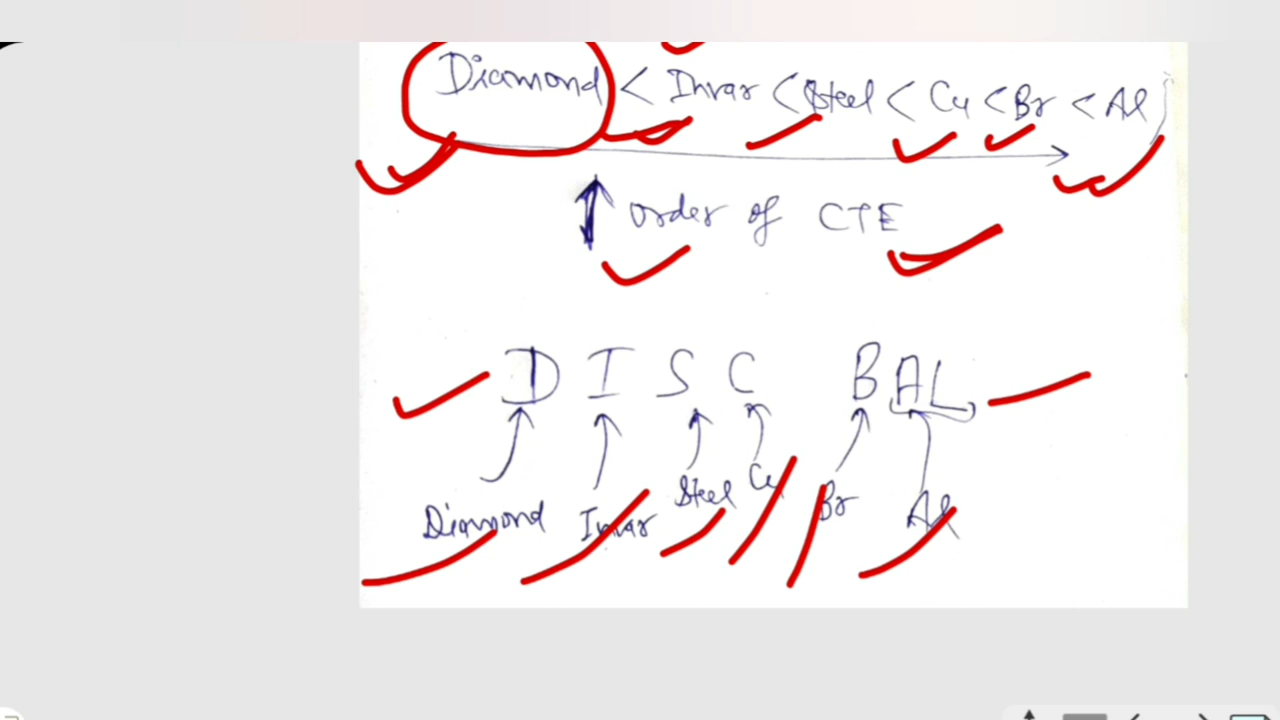 Diamond < Invar < Steel < Cu < Br < Al
order of CTE
D I S C B AL
Diamond Invar Steel Cu Br Al